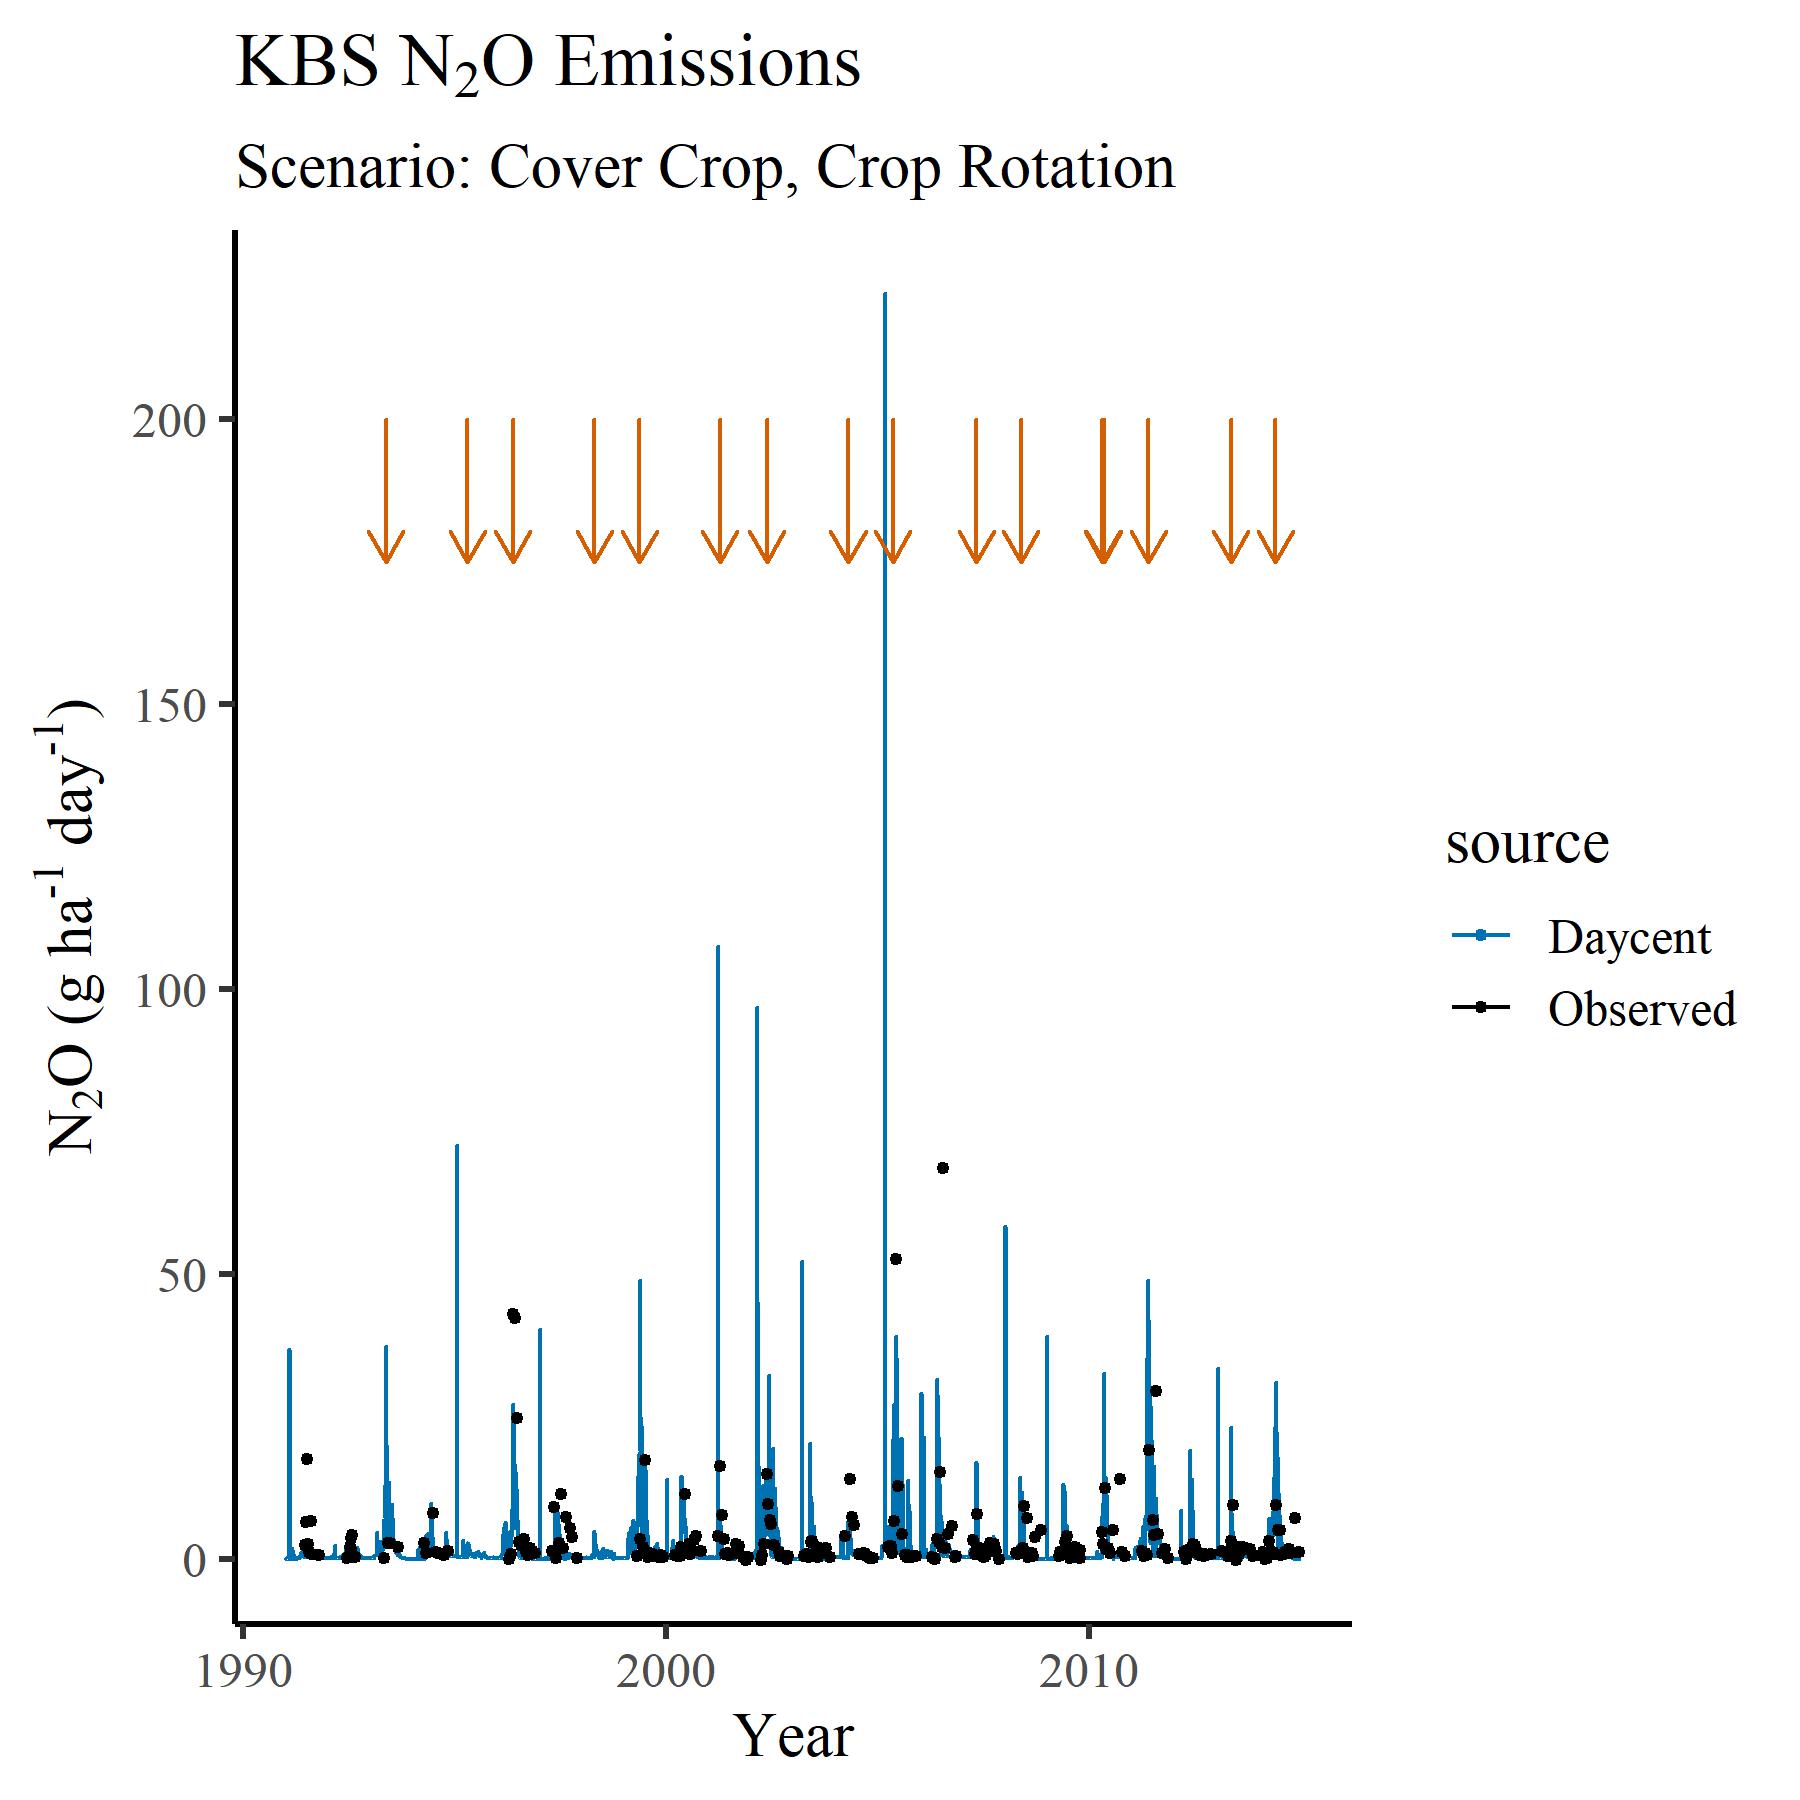 KBS N₂O Emissions
Scenario: Cover Crop, Crop Rotation
N₂O (g ha⁻¹ day⁻¹)
200
150
100
50
0
1990
2000
2010
Year
source
Daycent
Observed